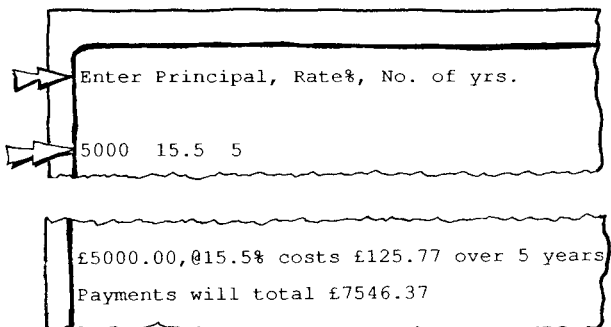 Enter Principal, Rate%, No. of yrs.
5000 15.5 5
£5000.00,@15.5% costs £125.77 over 5 years
Payments will total £7546.37